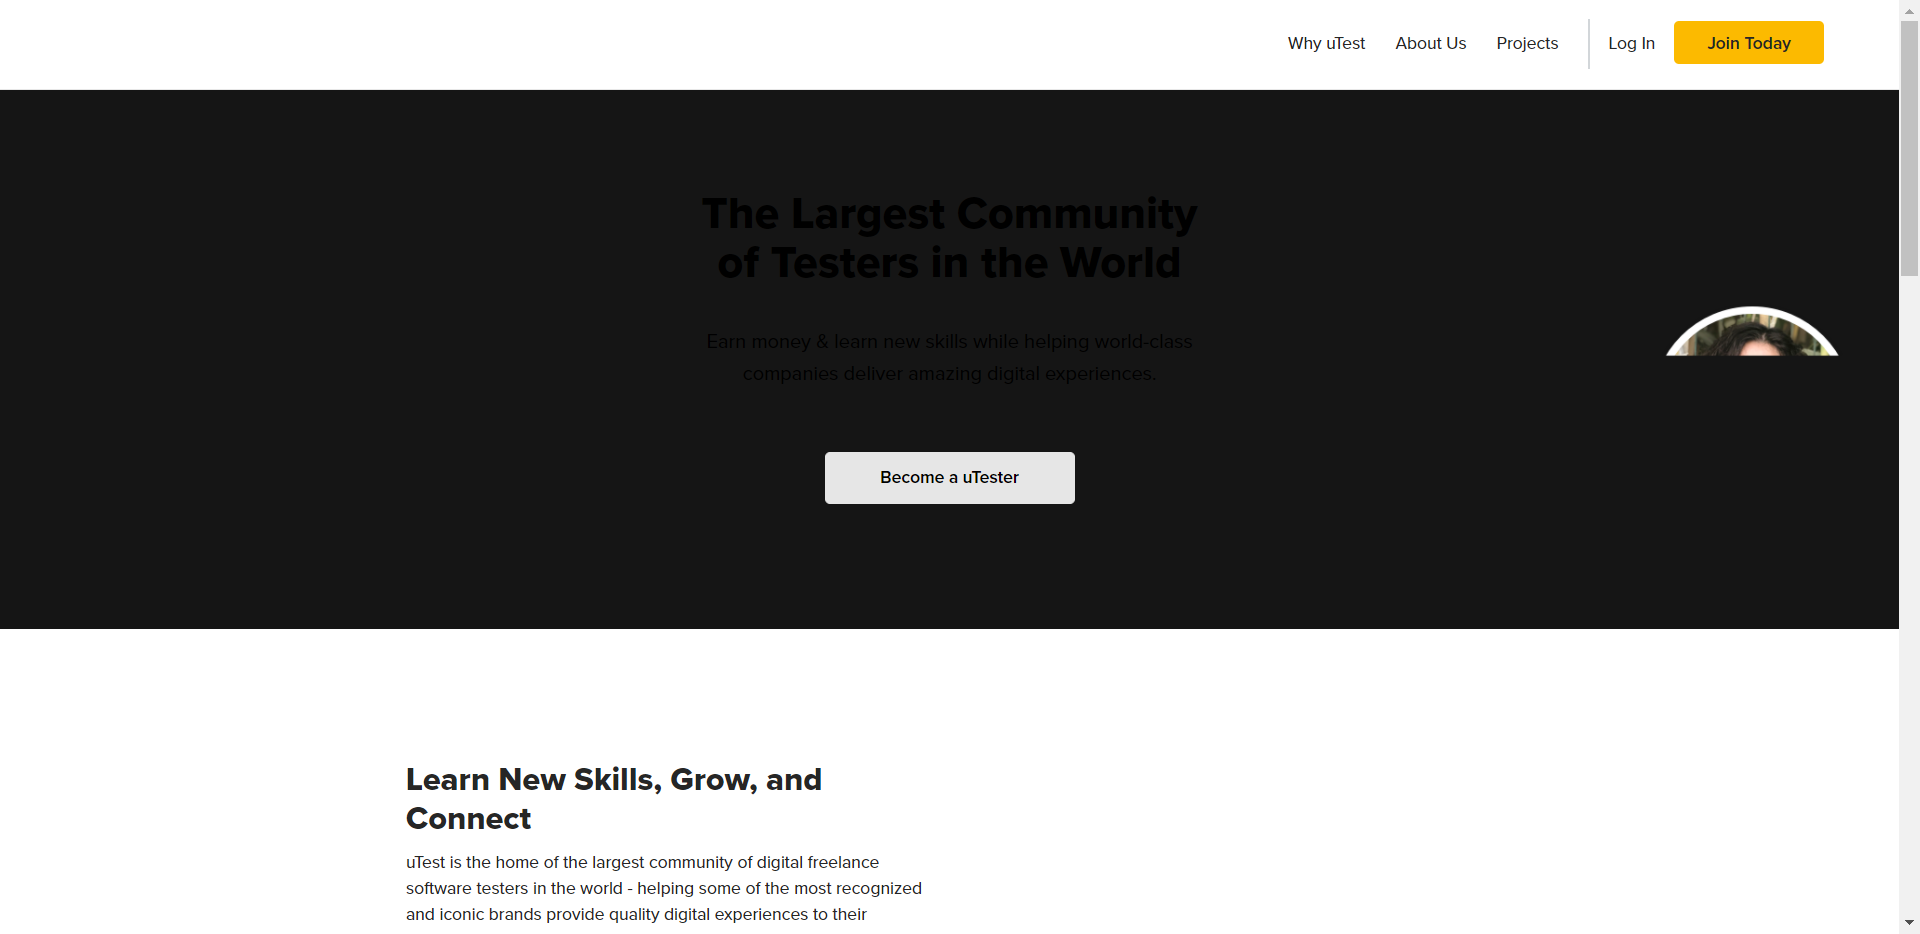 Why uTest
About Us
Projects
Log In
Join Today
The Largest Community
of Testers in the World
Earn money & learn new skills while helping world-class
companies deliver amazing digital experiences.
Become a uTester
Learn New Skills, Grow, and
Connect
uTest is the home of the largest community of digital freelance
software testers in the world - helping some of the most recognized
and iconic brands provide quality digital experiences to their